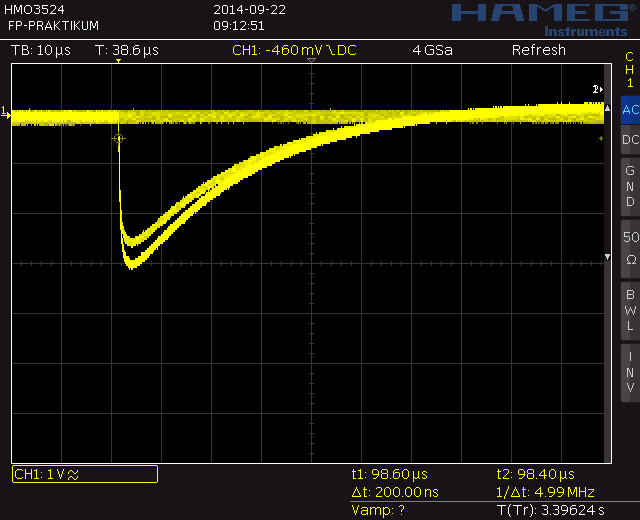 HMO3524 2014-09-22 HAMEG®
FP-PRAKTIKUM 09:12:51 Instruments
TB: 10 µs T: 38.6 µs CH1: -460 mV DC 4 GSa Refresh
CH1
1
2
AC
DC
GND
50 Ω
BWL
INV
CH1: 1 V
t1: 98.60 µs t2: 98.40 µs
Δt: 200.00 ns 1/Δt: 4.99 MHz
Vamp: ? T(Tr): 3.39624 s